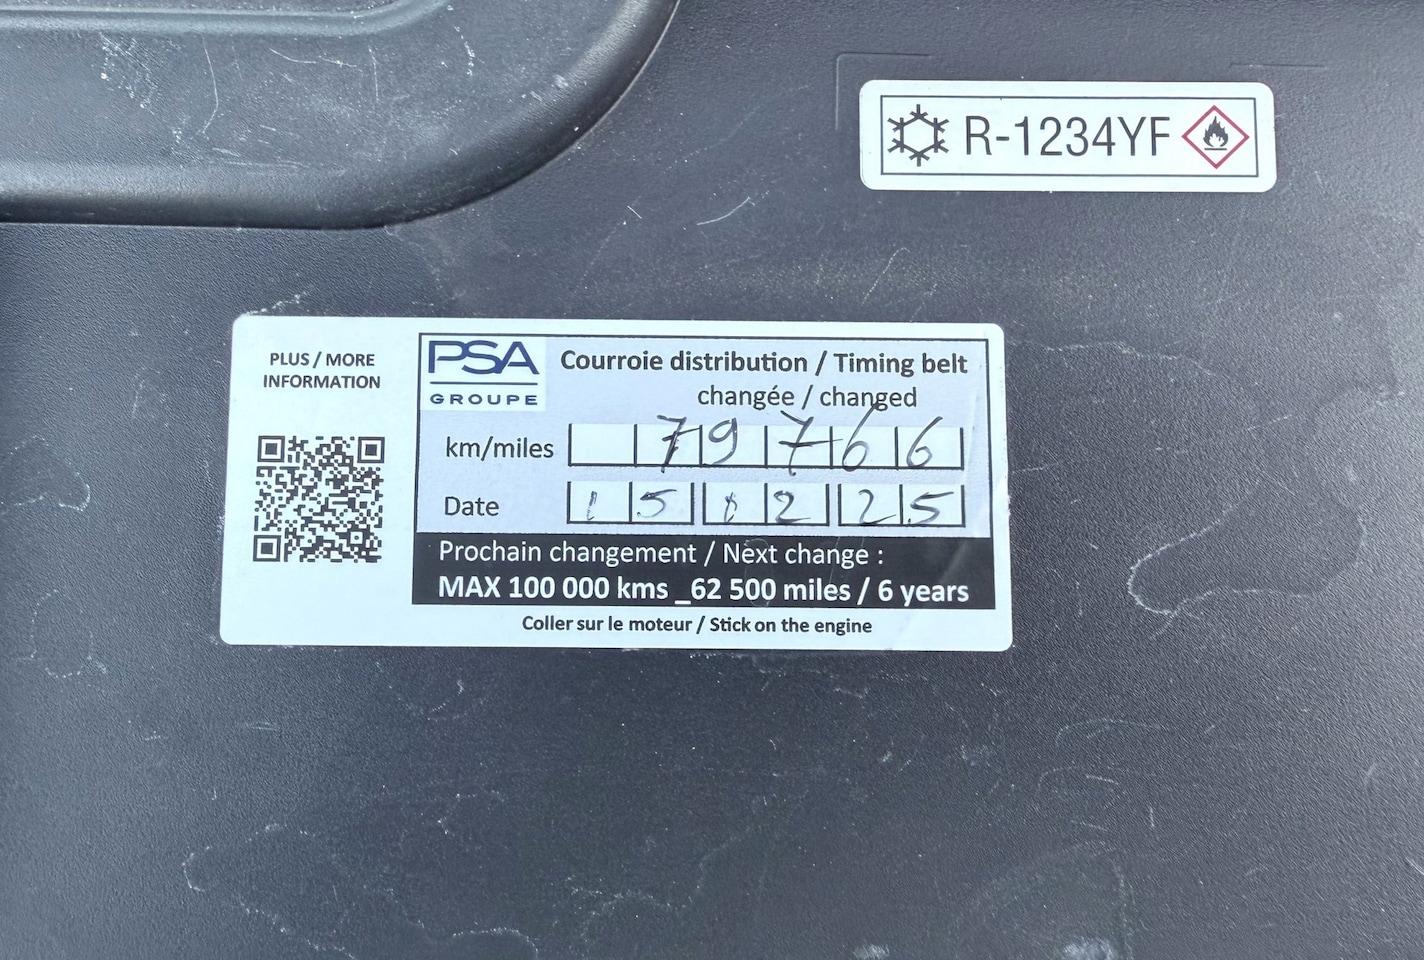 R-1234YF
PLUS / MORE
INFORMATION
PSA
GROUPE
Courroie distribution / Timing belt
changée / changed
km/miles 79766
Date 15 12 25
Prochain changement / Next change :
MAX 100 000 kms _62 500 miles / 6 years
Coller sur le moteur / Stick on the engine